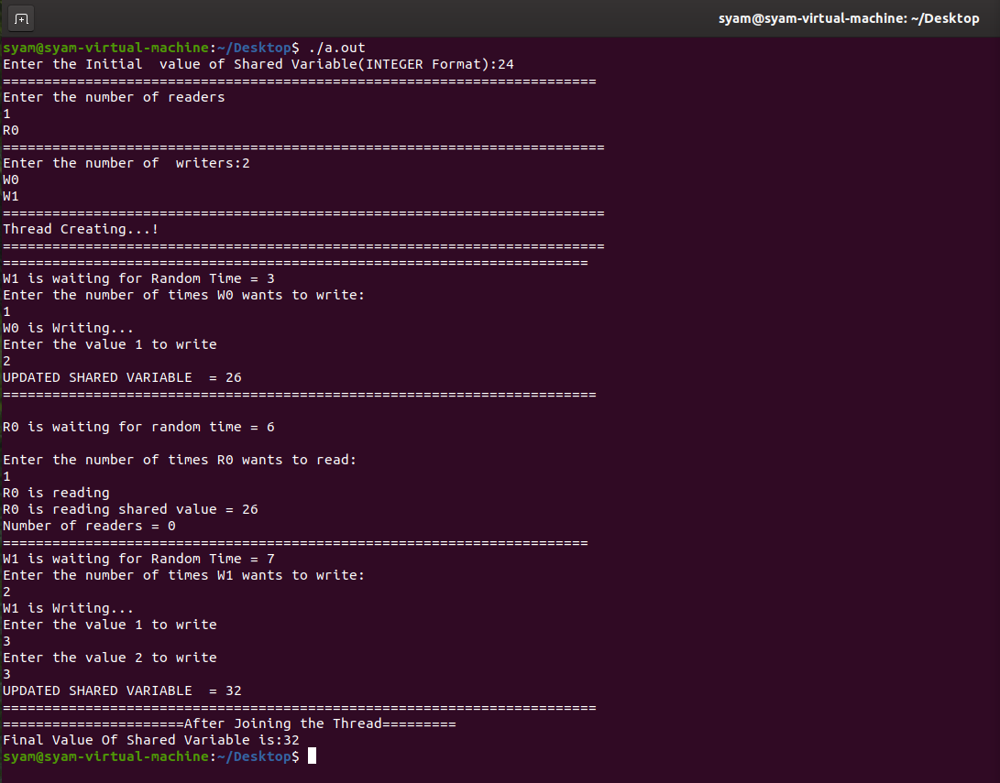 syam@syam-virtual-machine: ~/Desktop
syam@syam-virtual-machine:~/Desktop$ ./a.out
Enter the Initial  value of Shared Variable(INTEGER Format):24
========================================================================
Enter the number of readers
1
R0
=========================================================================
Enter the number of  writers:2
W0
W1
=========================================================================
Thread Creating...!
=========================================================================
=======================================================================
W1 is waiting for Random Time = 3
Enter the number of times W0 wants to write:
1
W0 is Writing...
Enter the value 1 to write
2
UPDATED SHARED VARIABLE  = 26
========================================================================

R0 is waiting for random time = 6

Enter the number of times R0 wants to read:
1
R0 is reading
R0 is reading shared value = 26
Number of readers = 0
=======================================================================
W1 is waiting for Random Time = 7
Enter the number of times W1 wants to write:
2
W1 is Writing...
Enter the value 1 to write
3
Enter the value 2 to write
3
UPDATED SHARED VARIABLE  = 32
========================================================================
======================After Joining the Thread=========
Final Value Of Shared Variable is:32
syam@syam-virtual-machine:~/Desktop$